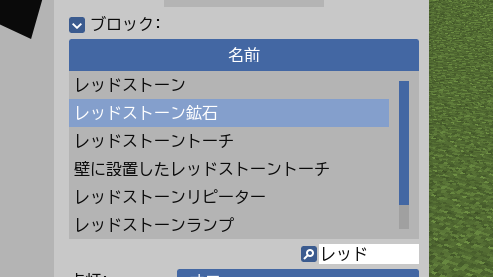 ブロック:
名前
レッドストーン
レッドストーン鉱石
レッドストーントーチ
壁に設置したレッドストーントーチ
レッドストーンリピーター
レッドストーンランプ
レッド